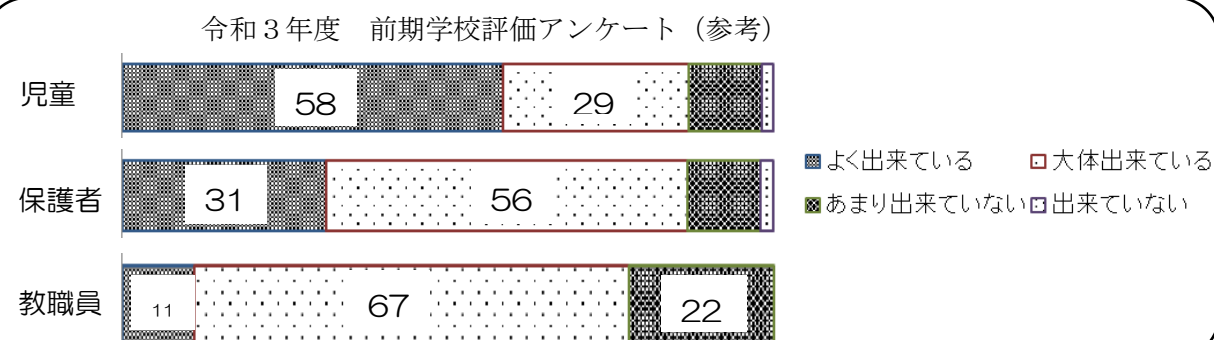 令和３年度　前期学校評価アンケート（参考）
児童
58
29
保護者
31
56
教職員
11
67
22
よく出来ている
大体出来ている
あまり出来ていない
出来ていない